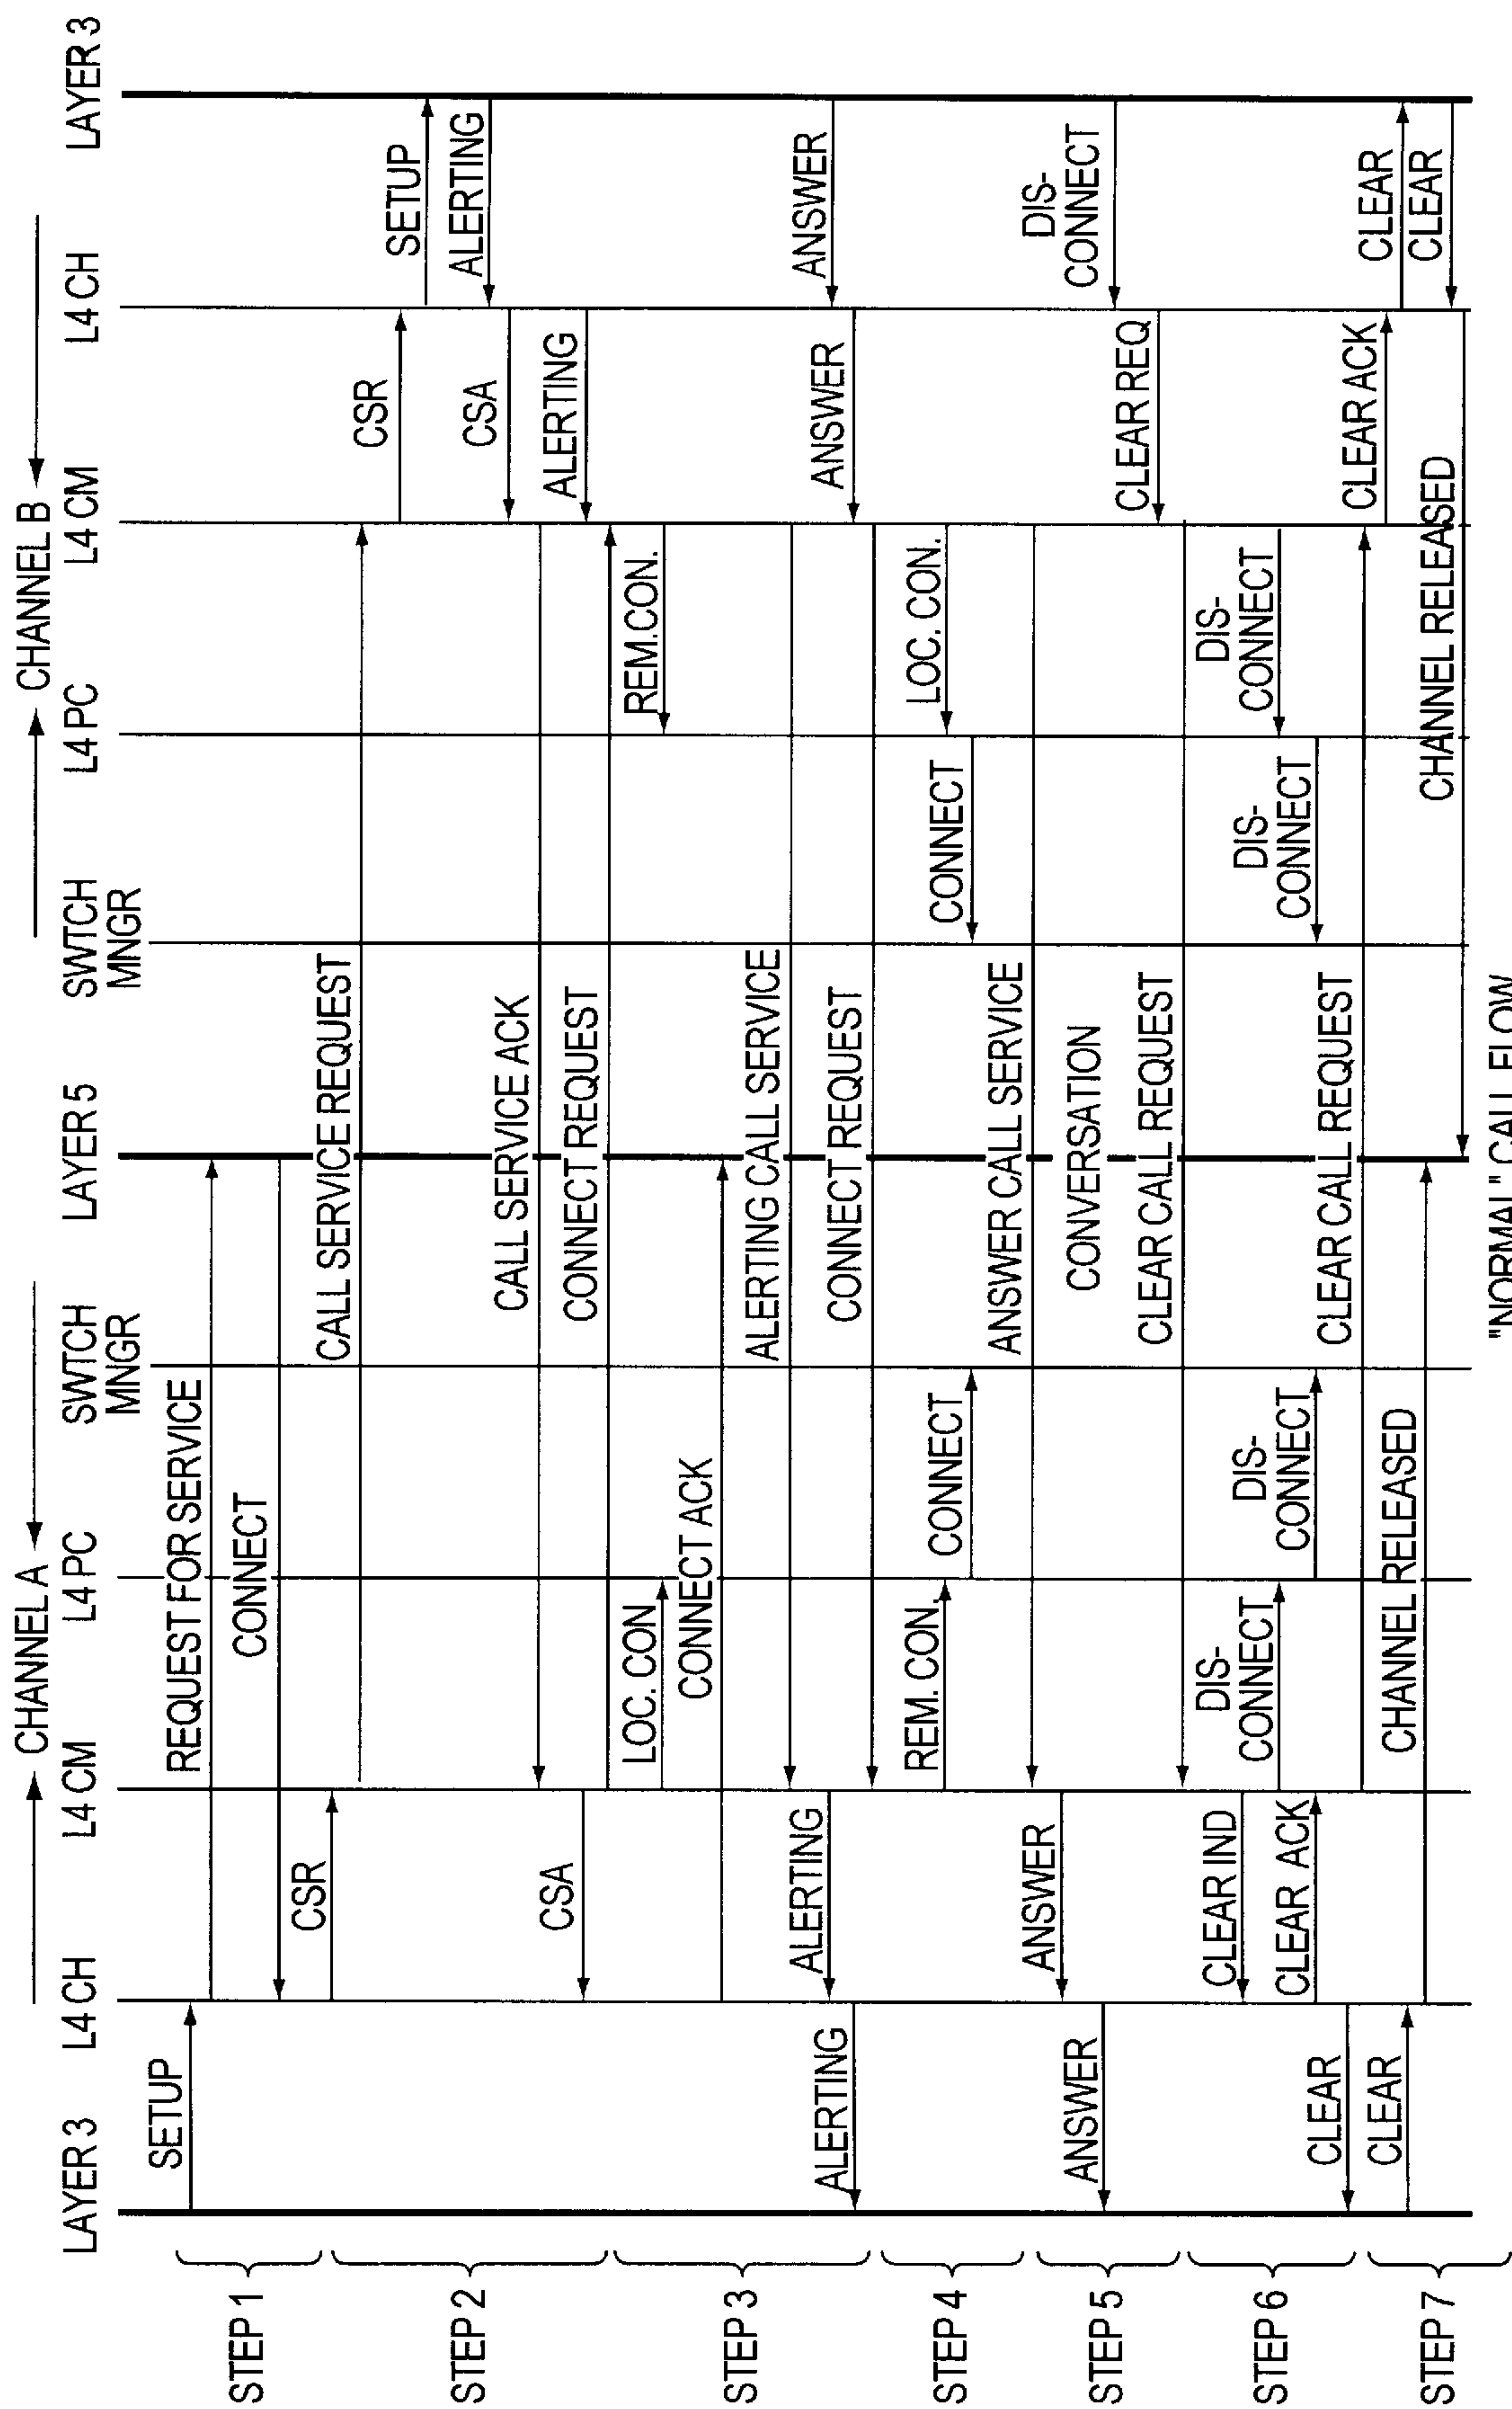 CHANNEL A
CHANNEL B
LAYER 3
L4 CH
L4 CM
L4 PC
SWTCH
MNGR
LAYER 5
SWTCH
MNGR
L4 PC
L4 CM
L4 CH
LAYER 3
STEP 1
SETUP
REQUEST FOR SERVICE
CONNECT
STEP 2
CSR
CALL SERVICE REQUEST
CSR
SETUP
ALERTING
CSA
CALL SERVICE ACK
CSA
ALERTING
CONNECT REQUEST
STEP 3
LOC. CON
REM.CON.
CONNECT ACK
ALERTING CALL SERVICE
ALERTING
ANSWER
ALERTING
ANSWER
CONNECT REQUEST
STEP 4
REM. CON.
LOC. CON.
CONNECT
CONNECT
ANSWER CALL SERVICE
STEP 5
ANSWER
CONVERSATION
ANSWER
DIS-
CONNECT
CLEAR REQ
CLEAR CALL REQUEST
STEP 6
CLEAR IND
DIS-
CONNECT
DIS-
CONNECT
CLEAR ACK
DIS-
CONNECT
DIS-
CONNECT
CLEAR
CLEAR CALL REQUEST
STEP 7
CLEAR ACK
CLEAR
CLEAR
CHANNEL RELEASED
CLEAR
CHANNEL RELEASED
"NORMAL" CALL FLOW